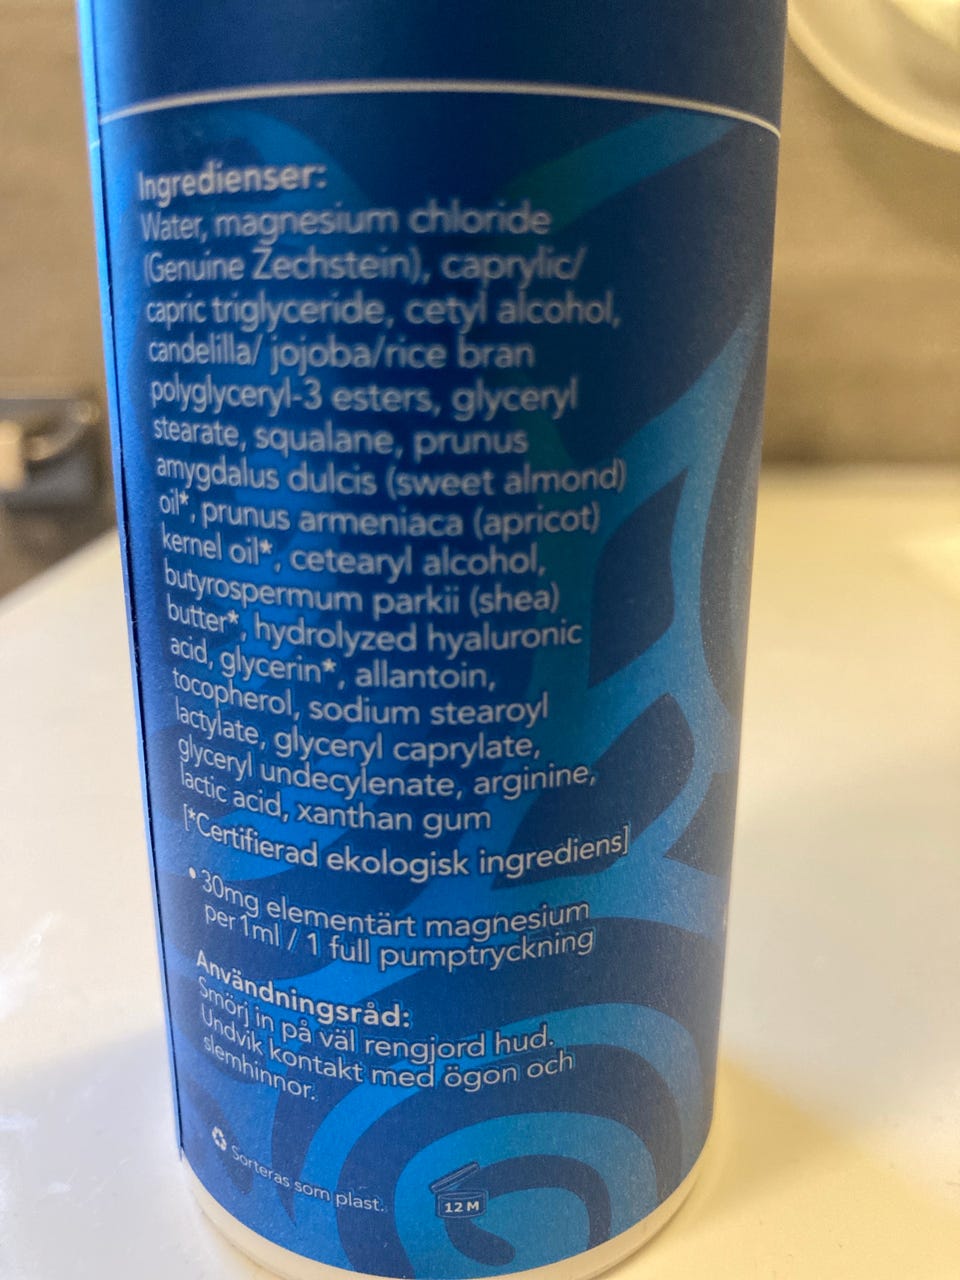 Ingredienser:
Water, magnesium chloride
(Genuine Zechstein), caprylic/
capric triglyceride, cetyl alcohol,
candelilla/ jojoba/rice bran
polyglyceryl-3 esters, glyceryl
stearate, squalane, prunus
amygdalus dulcis (sweet almond)
oil*, prunus armeniaca (apricot)
kernel oil*, cetearyl alcohol,
butyrospermum parkii (shea)
butter*, hydrolyzed hyaluronic
acid, glycerin*, allantoin,
tocopherol, sodium stearoyl
lactylate, glyceryl caprylate,
glyceryl undecylenate, arginine,
lactic acid, xanthan gum
[*Certifierad ekologisk ingrediens]
• 30mg elementärt magnesium
per 1ml / 1 full pumptryckning
Användningsråd:
Smörj in på väl rengjord hud.
Undvik kontakt med ögon och
slemhinnor.
Sorteras som plast.
12 M